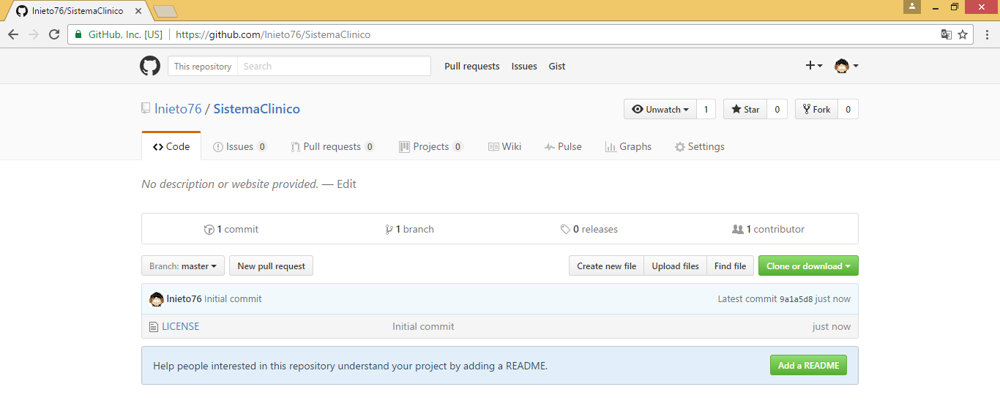 Inieto76/SistemaClinico
GitHub, Inc. [US] https://github.com/Inieto76/SistemaClinico
This repository Search Pull requests Issues Gist
Inieto76 / SistemaClinico Unwatch 1 Star 0 Fork 0
Code Issues 0 Pull requests 0 Projects 0 Wiki Pulse Graphs Settings
No description or website provided. — Edit
1 commit 1 branch 0 releases 1 contributor
Branch: master New pull request Create new file Upload files Find file Clone or download
Inieto76 Initial commit Latest commit 9a1a5d8 just now
LICENSE Initial commit just now
Help people interested in this repository understand your project by adding a README. Add a README